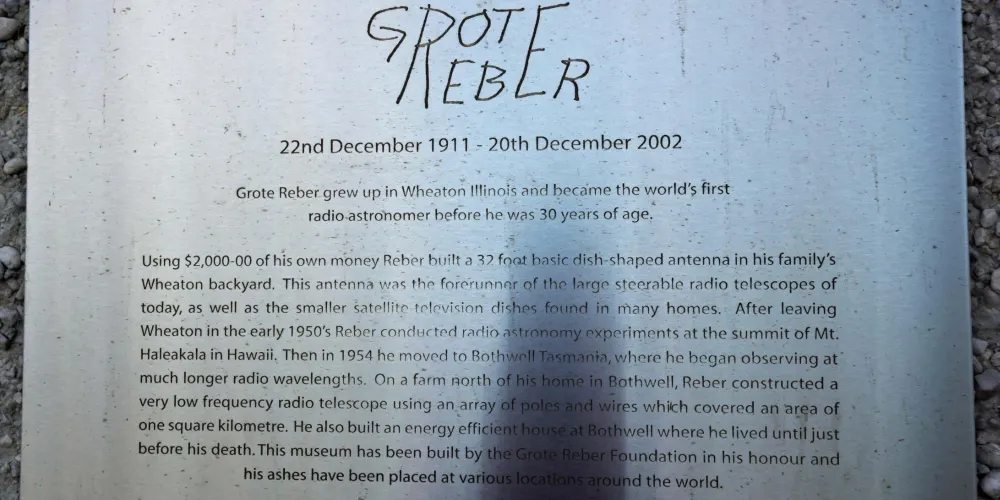 GROTE
REBER
22nd December 1911 - 20th December 2002
Grote Reber grew up in Wheaton Illinois and became the world's first
radio astronomer before he was 30 years of age.
Using $2,000-00 of his own money Reber built a 32 foot basic dish-shaped antenna in his family's
Wheaton backyard. This antenna was the forerunner of the large steerable radio telescopes of
today, as well as the smaller satellite television dishes found in many homes. After leaving
Wheaton in the early 1950's Reber conducted radio astronomy experiments at the summit of Mt.
Haleakala in Hawaii. Then in 1954 he moved to Bothwell Tasmania, where he began observing at
much longer radio wavelengths. On a farm north of his home in Bothwell, Reber constructed a
very low frequency radio telescope using an array of poles and wires which covered an area of
one square kilometre. He also built an energy efficient house at Bothwell where he lived until just
before his death. This museum has been built by the Grote Reber Foundation in his honour and
his ashes have been placed at various locations around the world.